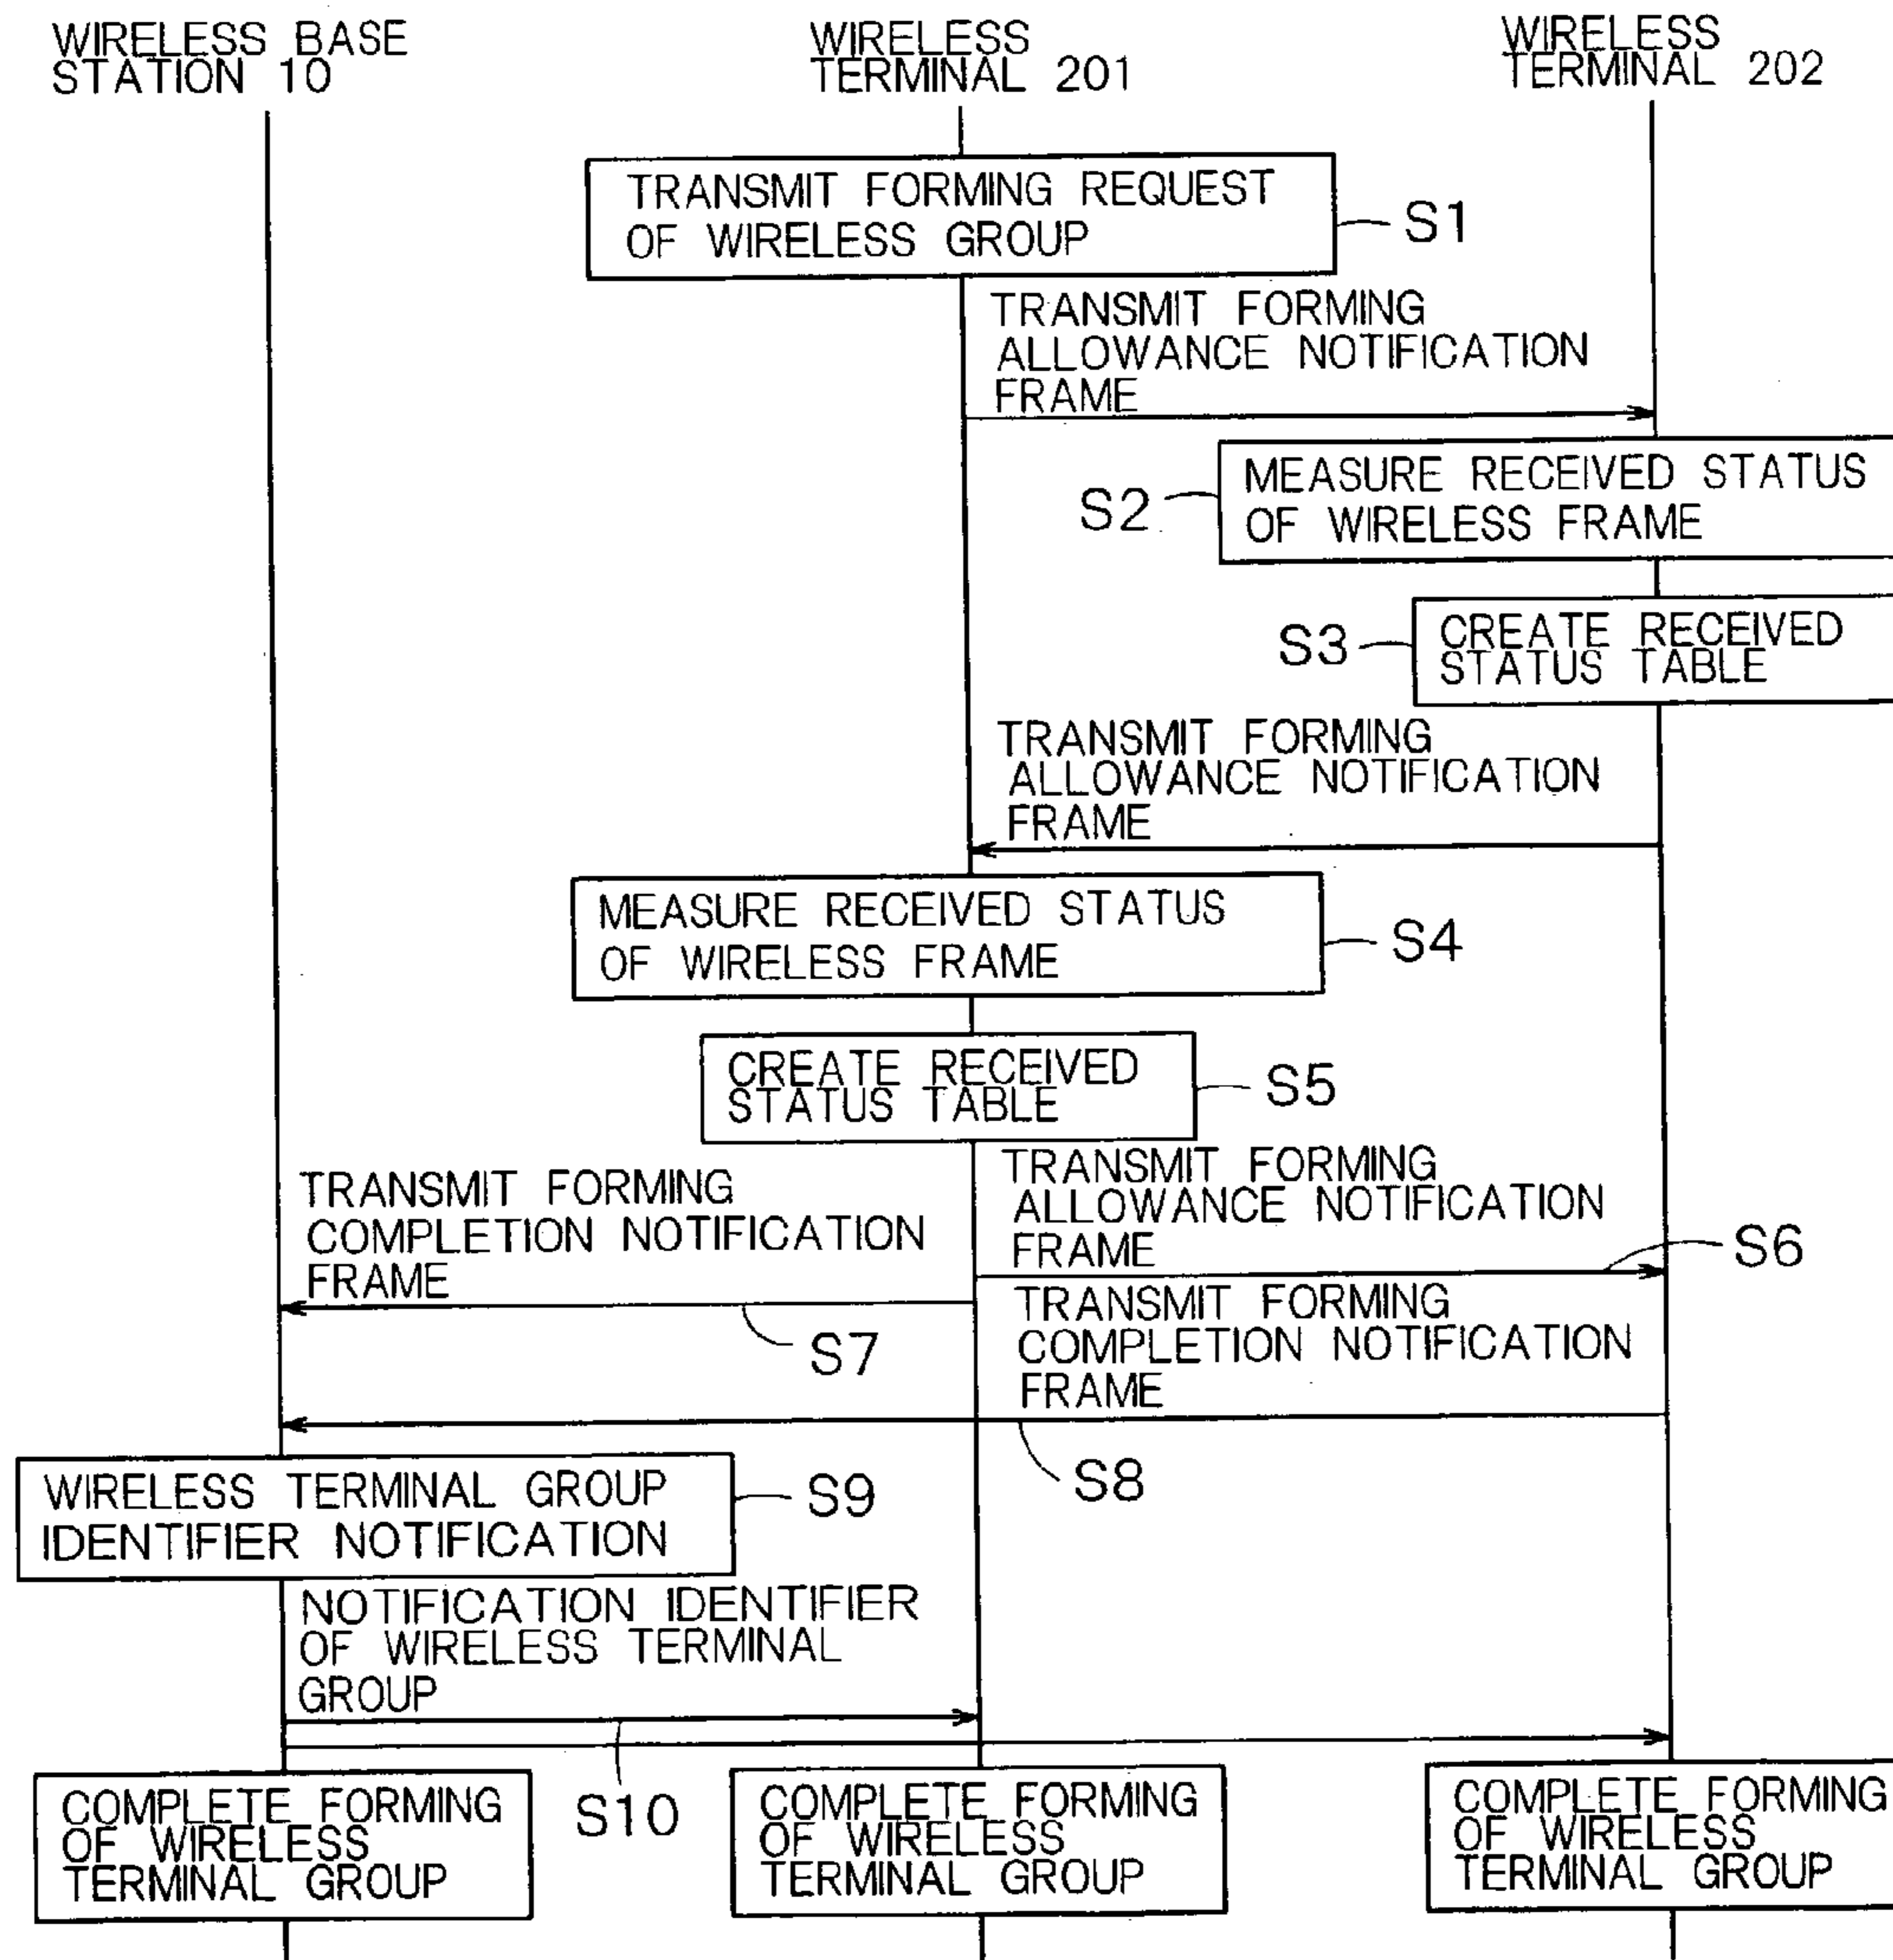 WIRELESS BASE
STATION 10
WIRELESS
TERMINAL 201
WIRELESS
TERMINAL 202
TRANSMIT FORMING REQUEST
OF WIRELESS GROUP
S1
TRANSMIT FORMING
ALLOWANCE NOTIFICATION
FRAME
S2
MEASURE RECEIVED STATUS
OF WIRELESS FRAME
S3
CREATE RECEIVED
STATUS TABLE
TRANSMIT FORMING
ALLOWANCE NOTIFICATION
FRAME
MEASURE RECEIVED STATUS
OF WIRELESS FRAME
S4
CREATE RECEIVED
STATUS TABLE
S5
TRANSMIT FORMING
COMPLETION NOTIFICATION
FRAME
TRANSMIT FORMING
ALLOWANCE NOTIFICATION
FRAME
S6
S7
TRANSMIT FORMING
COMPLETION NOTIFICATION
FRAME
S8
WIRELESS TERMINAL GROUP
IDENTIFIER NOTIFICATION
S9
NOTIFICATION IDENTIFIER
OF WIRELESS TERMINAL
GROUP
S10
COMPLETE FORMING
OF WIRELESS
TERMINAL GROUP
COMPLETE FORMING
OF WIRELESS
TERMINAL GROUP
COMPLETE FORMING
OF WIRELESS
TERMINAL GROUP